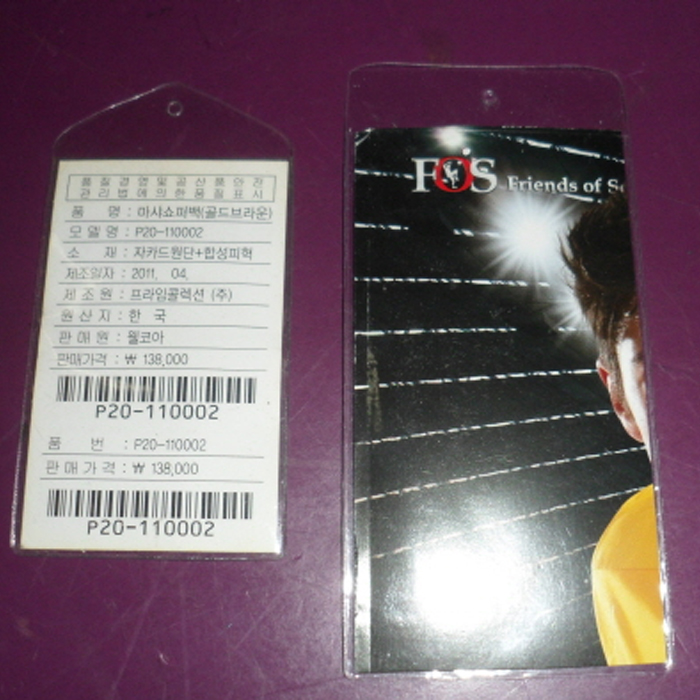 품질경영및공산품안전
관리법에의한품질표시
품 명 : 마샤쇼퍼백(골드브라운)
모델명 : P20-110002
소 재 : 자카드원단+합성피혁
제조일자 : 2011. 04.
제조원 : 프라임콜렉션 (주)
원산지 : 한 국
판매원 : 웰코아
판매가격 : ₩ 138,000
P20-110002
품 번 : P20-110002
판매가격 : ₩ 138,000
P20-110002
FOiS Friends of S